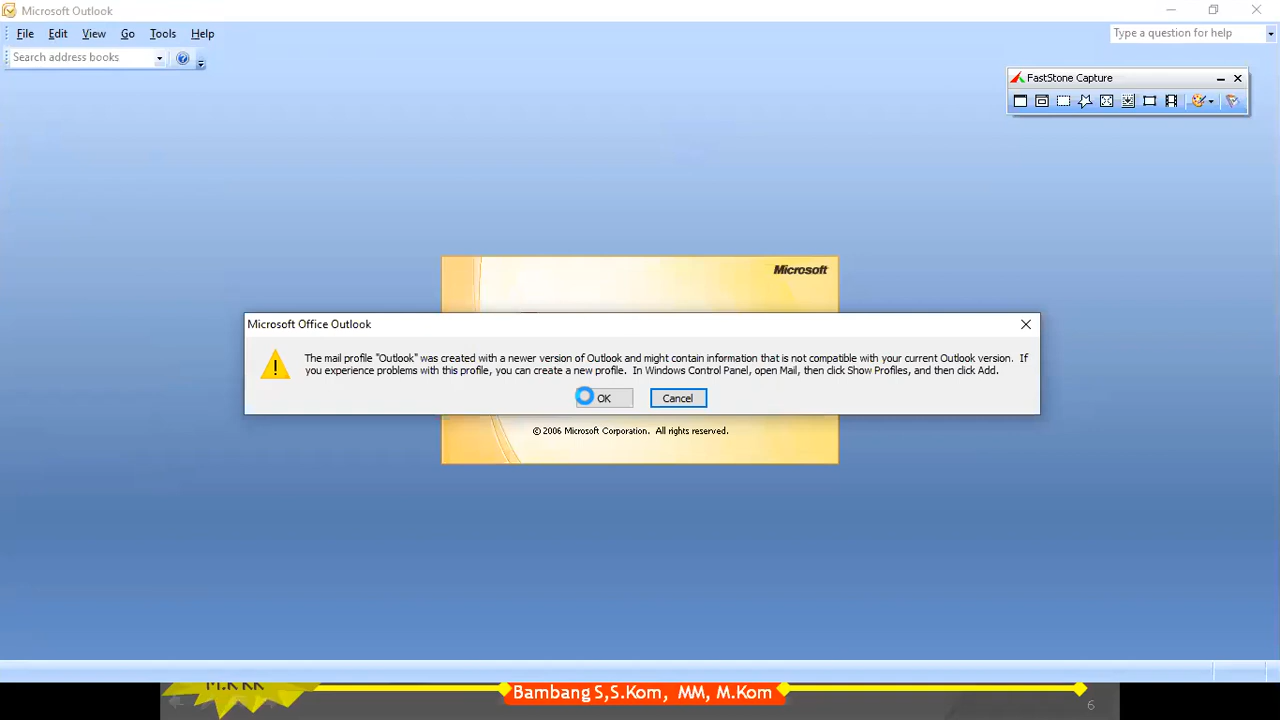 Microsoft Outlook
File Edit View Go Tools Help
Type a question for help
Search address books
FastStone Capture
Microsoft
Microsoft Office Outlook
The mail profile "Outlook" was created with a newer version of Outlook and might contain information that is not compatible with your current Outlook version. If
you experience problems with this profile, you can create a new profile. In Windows Control Panel, open Mail, then click Show Profiles, and then click Add.
OK Cancel
© 2006 Microsoft Corporation. All rights reserved.
Bambang S,S.Kom, MM, M.Kom
6